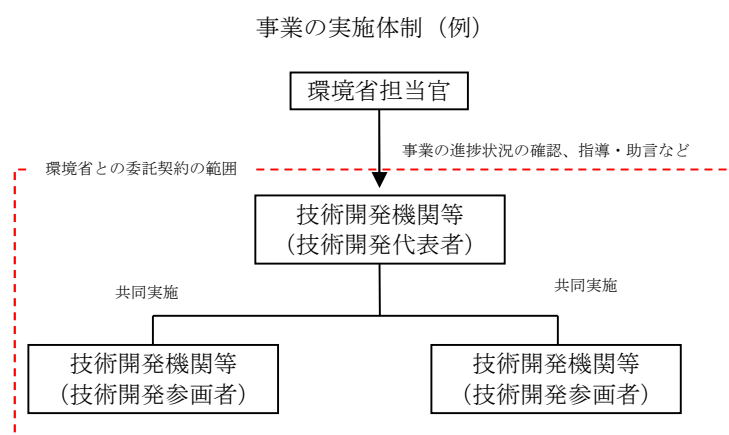 事業の実施体制（例）
環境省担当官
事業の進捗状況の確認、指導・助言など
環境省との委託契約の範囲
技術開発機関等
（技術開発代表者）
共同実施
共同実施
技術開発機関等
（技術開発参画者）
技術開発機関等
（技術開発参画者）